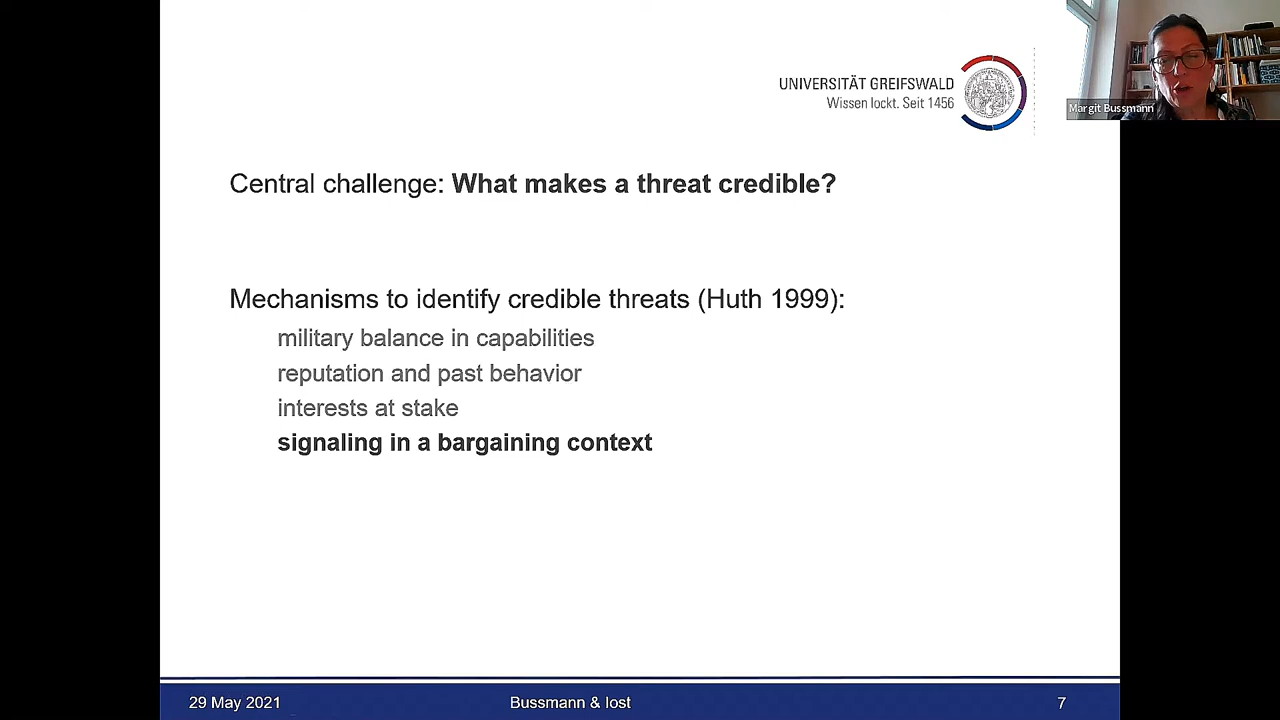 UNIVERSITÄT GREIFSWALD
Wissen lockt. Seit 1456
Margit Bussmann
Central challenge: What makes a threat credible?
Mechanisms to identify credible threats (Huth 1999):
military balance in capabilities
reputation and past behavior
interests at stake
signaling in a bargaining context
29 May 2021
Bussmann & Iost
7